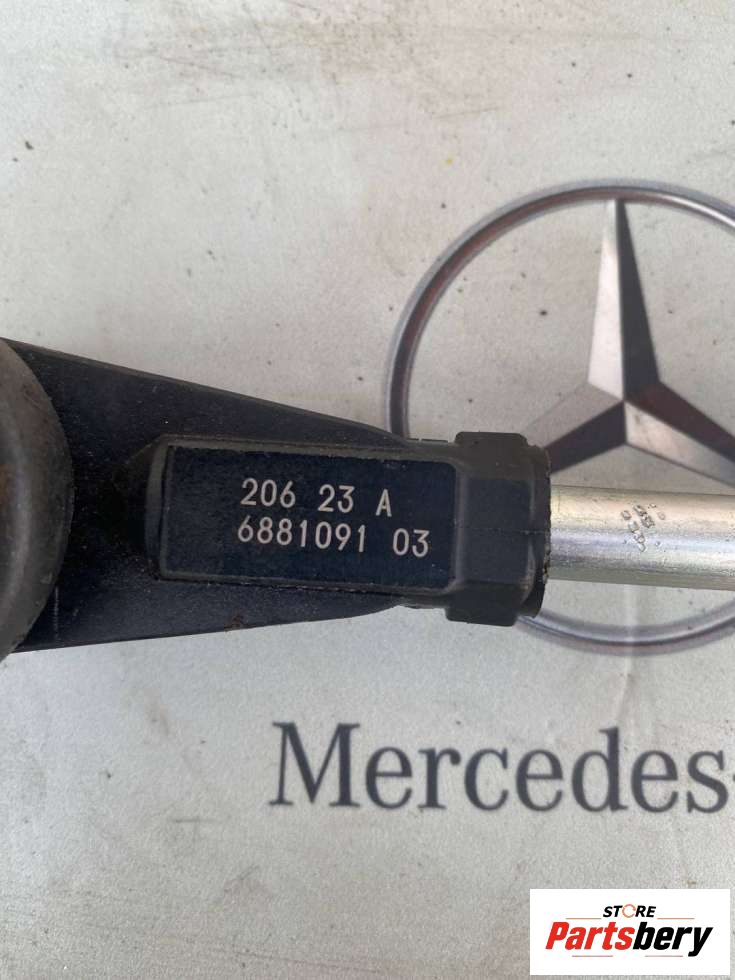 206 23 A
6881091 03
Mercedes-
STORE
Partsbery